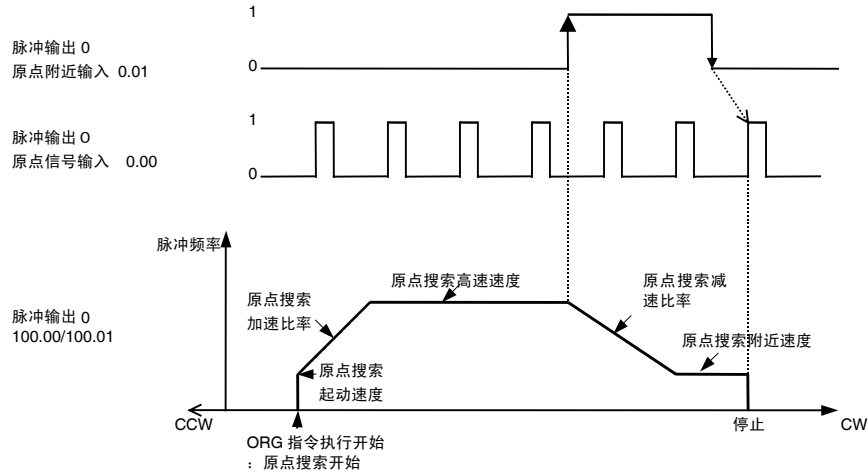 1
脉冲输出 0
原点附近输入 0.01
0
1
脉冲输出 O
原点信号输入 0.00
0
脉冲频率
原点搜索高速速度
原点搜索减
速比率
原点搜索
加速比率
脉冲输出 0
100.00/100.01
原点搜索附近速度
原点搜索
起动速度
CCW
停止
CW
ORG 指令执行开始
：原点搜索开始